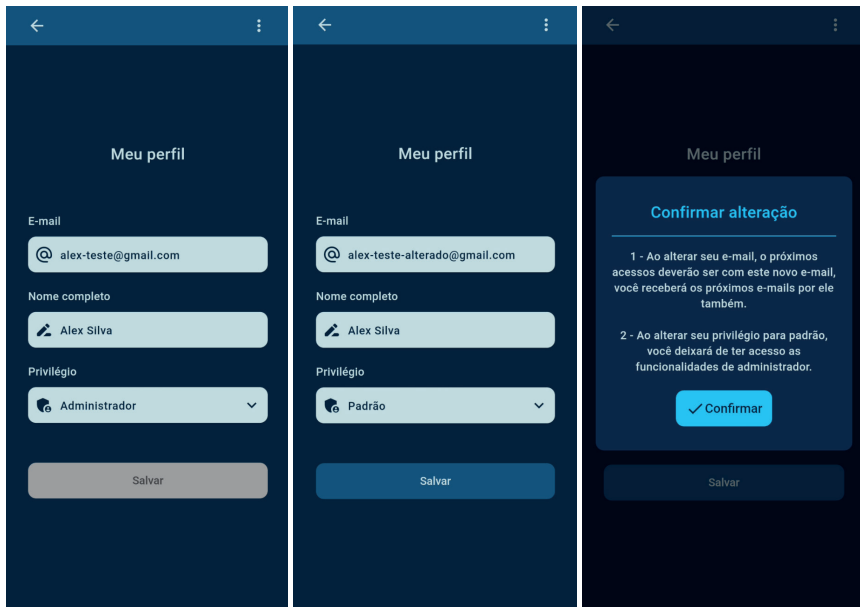 Meu perfil
E-mail
alex-teste@gmail.com
Nome completo
Alex Silva
Privilégio
Administrador
Salvar
Meu perfil
E-mail
alex-teste-alterado@gmail.com
Nome completo
Alex Silva
Privilégio
Padrão
Salvar
Meu perfil
Confirmar alteração
1 - Ao alterar seu e-mail, o próximos
acessos deverão ser com este novo e-mail,
você receberá os próximos e-mails por ele
também.
2 - Ao alterar seu privilégio para padrão,
você deixará de ter acesso as
funcionalidades de administrador.
Confirmar
Salvar